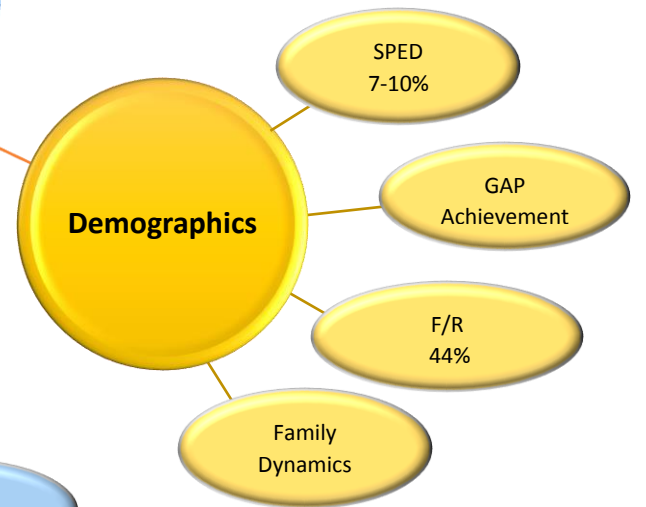 SPED
7-10%
GAP
Achievement
Demographics
F/R
44%
Family
Dynamics